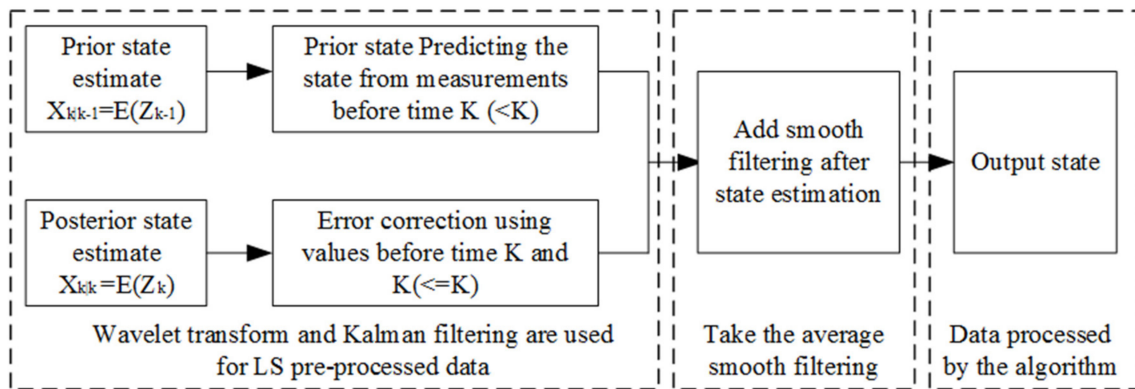 Prior state
estimate
Xk|k-1=E(Zk-1)
Prior state Predicting the
state from measurements
before time K (<K)
Posterior state
estimate
Xk|k=E(Zk)
Error correction using
values before time K and
K(<=K)
Wavelet transform and Kalman filtering are used
for LS pre-processed data
Add smooth
filtering after
state estimation
Take the average
smooth filtering
Output state
Data processed
by the algorithm